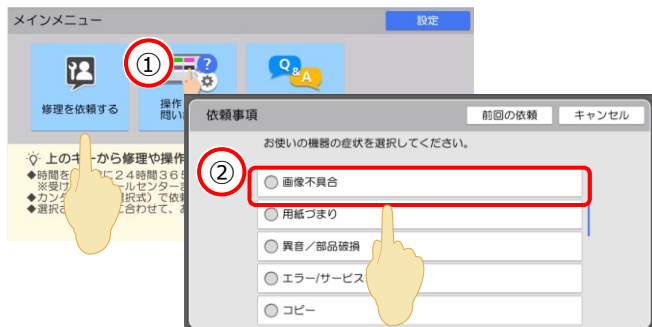 メインメニュー
設定
①
修理を依頼する
操作
問い
Q&A
上のキーから修理や操作
◆時間を
に24時間365
※受け
ールセンター
◆カンタ
択式)で依頼
◆選択さ
に合わせて、
依頼事項
前回の依頼
キャンセル
お使いの機器の症状を選択してください。
②
画像不具合
用紙づまり
異音/部品破損
エラー/サービス
コピー